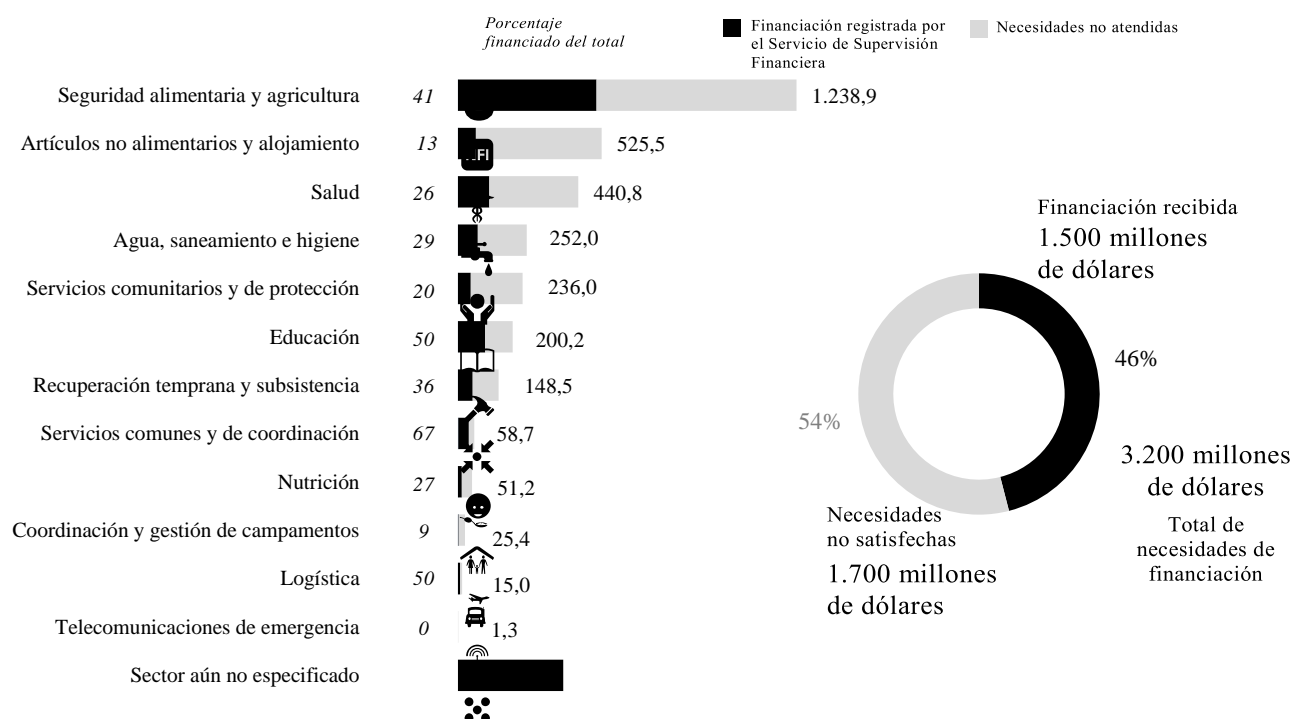 Porcentaje
financiado del total
Financiación registrada por
el Servicio de Supervisión
Financiera
Necesidades no atendidas
Seguridad alimentaria y agricultura 41 1.238,9
Artículos no alimentarios y alojamiento 13 525,5
Salud 26 440,8
Agua, saneamiento e higiene 29 252,0
Servicios comunitarios y de protección 20 236,0
Educación 50 200,2
Recuperación temprana y subsistencia 36 148,5
Servicios comunes y de coordinación 67 58,7
Nutrición 27 51,2
Coordinación y gestión de campamentos 9 25,4
Logística 50 15,0
Telecomunicaciones de emergencia 0 1,3
Sector aún no especificado
Financiación recibida
1.500 millones
de dólares
46%
54%
3.200 millones
de dólares
Total de
necesidades de
financiación
Necesidades
no satisfechas
1.700 millones
de dólares